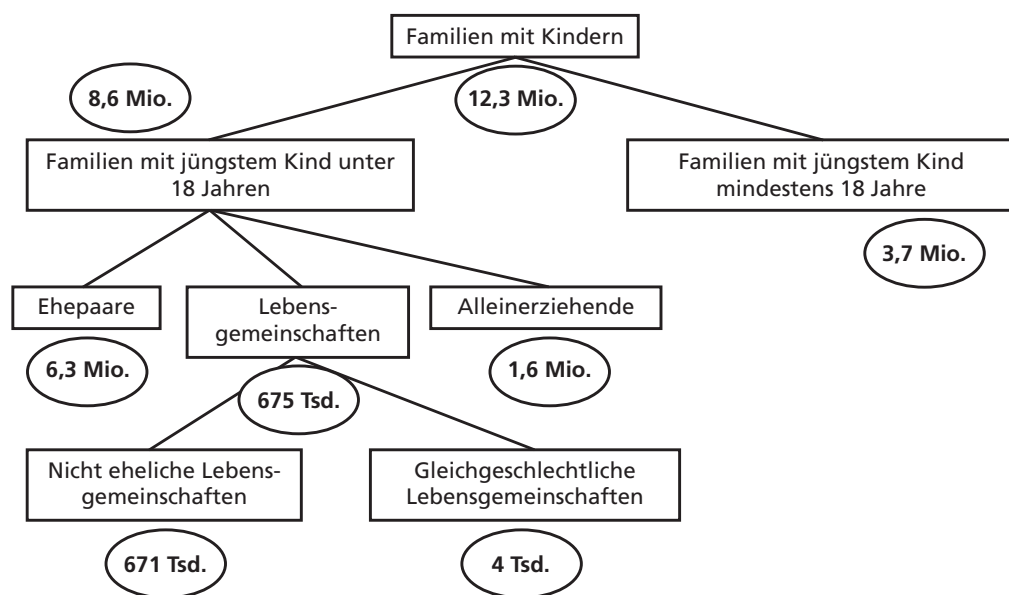 Familien mit Kindern
8,6 Mio.
12,3 Mio.
Familien mit jüngstem Kind unter
18 Jahren
Familien mit jüngstem Kind
mindestens 18 Jahre
3,7 Mio.
Ehepaare
Lebens-
gemeinschaften
Alleinerziehende
6,3 Mio.
675 Tsd.
1,6 Mio.
Nicht eheliche Lebens-
gemeinschaften
Gleichgeschlechtliche
Lebensgemeinschaften
671 Tsd.
4 Tsd.